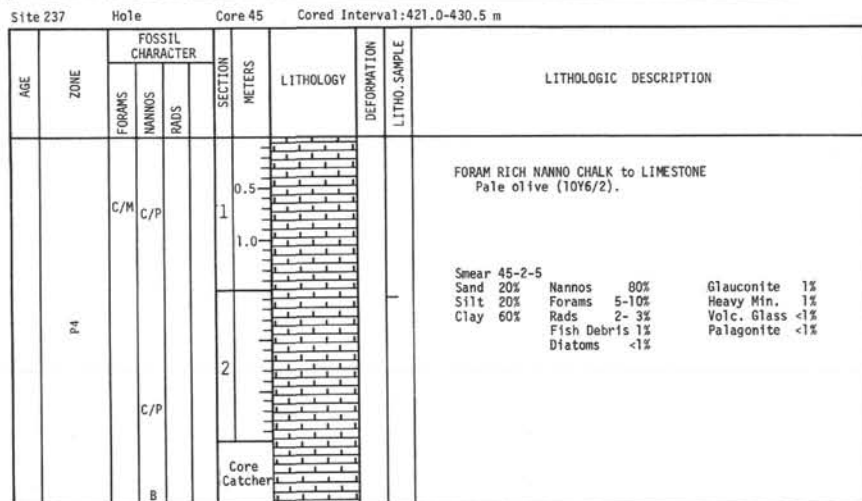 Site 237 Hole Core 45 Cored Interval:421.0-430.5 m
AGE
ZONE
FOSSIL
CHARACTER
FORAMS
NANNOS
RADS
SECTION
METERS
LITHOLOGY
DEFORMATION
LITHO.SAMPLE
LITHOLOGIC DESCRIPTION
P4
C/M
C/P
C/P
B
1
0.5
1.0
2
Core
Catcher
FORAM RICH NANNO CHALK to LIMESTONE
Pale olive (10Y6/2).
Smear 45-2-5
Sand 20% Nannos 80% Glauconite 1%
Silt 20% Forams 5-10% Heavy Min. 1%
Clay 60% Rads 2- 3% Volc. Glass <1%
Fish Debris 1% Palagonite <1%
Diatoms <1%